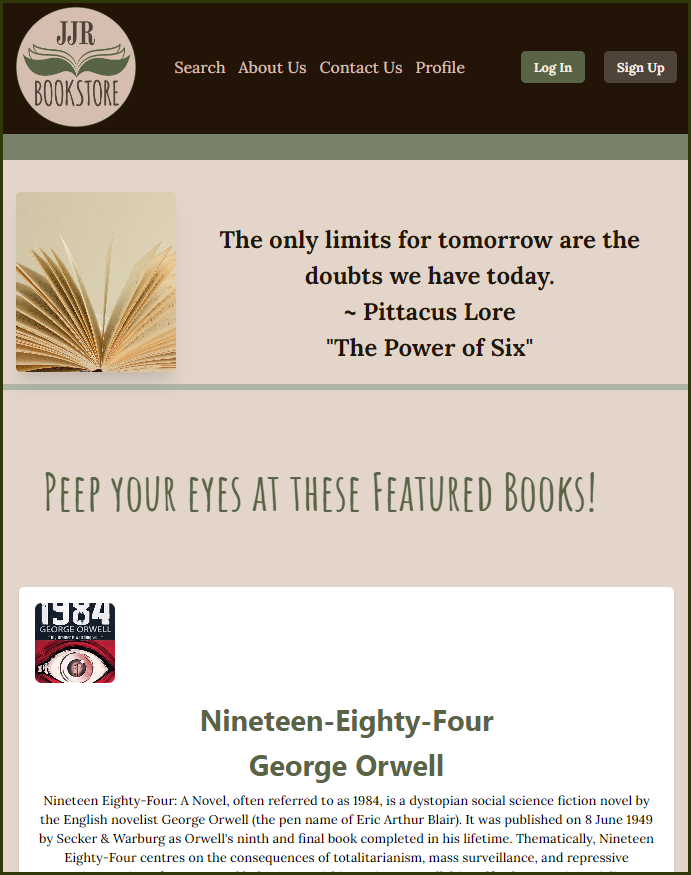 JJR
BOOKSTORE
Search About Us Contact Us Profile
Log In
Sign Up
The only limits for tomorrow are the
doubts we have today.
~ Pittacus Lore
"The Power of Six"
Peep your eyes at these Featured Books!
1984
GEORGE ORWELL
Nineteen-Eighty-Four
George Orwell
Nineteen Eighty-Four: A Novel, often referred to as 1984, is a dystopian social science fiction novel by
the English novelist George Orwell (the pen name of Eric Arthur Blair). It was published on 8 June 1949
by Secker & Warburg as Orwell's ninth and final book completed in his lifetime. Thematically, Nineteen
Eighty-Four centres on the consequences of totalitarianism, mass surveillance, and repressive